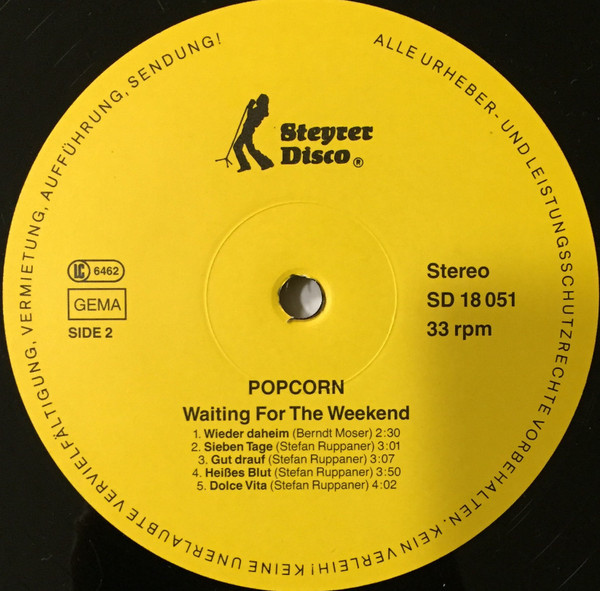 ALLE URHEBER- UND LEISTUNGSSCHUTZRECHTE VORBEHALTEN. KEIN VERLEIH! KEINE UNERLAUBTE VERVIELFÄLTIGUNG, VERMIETUNG, AUFFÜHRUNG, SENDUNG!
Steyrer
Disco®
LC 6462
GEMA
SIDE 2
Stereo
SD 18 051
33 rpm
POPCORN
Waiting For The Weekend
1. Wieder daheim (Berndt Moser) 2:30
2. Sieben Tage (Stefan Ruppaner) 3:01
3. Gut drauf (Stefan Ruppaner) 3:07
4. Heißes Blut (Stefan Ruppaner) 3:50
5. Dolce Vita (Stefan Ruppaner) 4:02